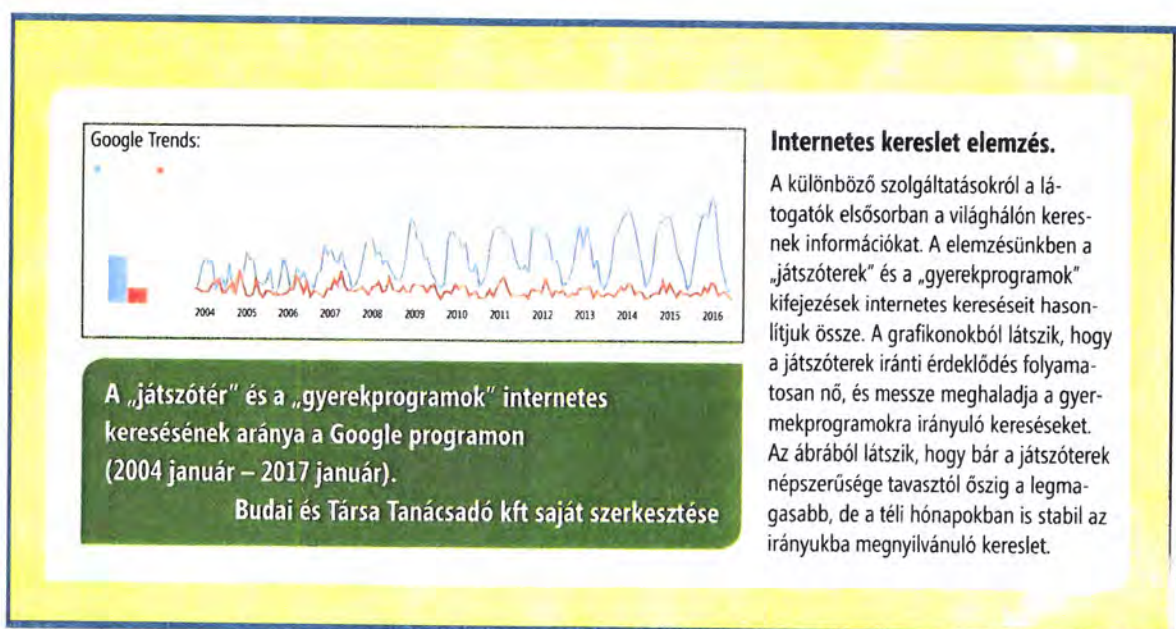 Google Trends:
2004 2005 2006 2007 2008 2009 2010 2011 2012 2013 2014 2015 2016
A „játszótér” és a „gyerekprogramok” internetes
keresésének aránya a Google programon
(2004 január – 2017 január).
Budai és Társa Tanácsadó kft saját szerkesztése
Internetes kereslet elemzés.
A különböző szolgáltatásokról a lá-
togatók elsősorban a világhálón keres-
nek információkat. A elemzésünkben a
„játszóterek” és a „gyerekprogramok”
kifejezések internetes kereséseit hason-
lítjuk össze. A grafikonokból látszik, hogy
a játszóterek iránti érdeklődés folyama-
tosan nő, és messze meghaladja a gyer-
mekprogramokra irányuló kereséseket.
Az ábrából látszik, hogy bár a játszóterek
népszerűsége tavasztól őszig a legma-
gasabb, de a téli hónapokban is stabil az
irányukba megnyilvánuló kereslet.